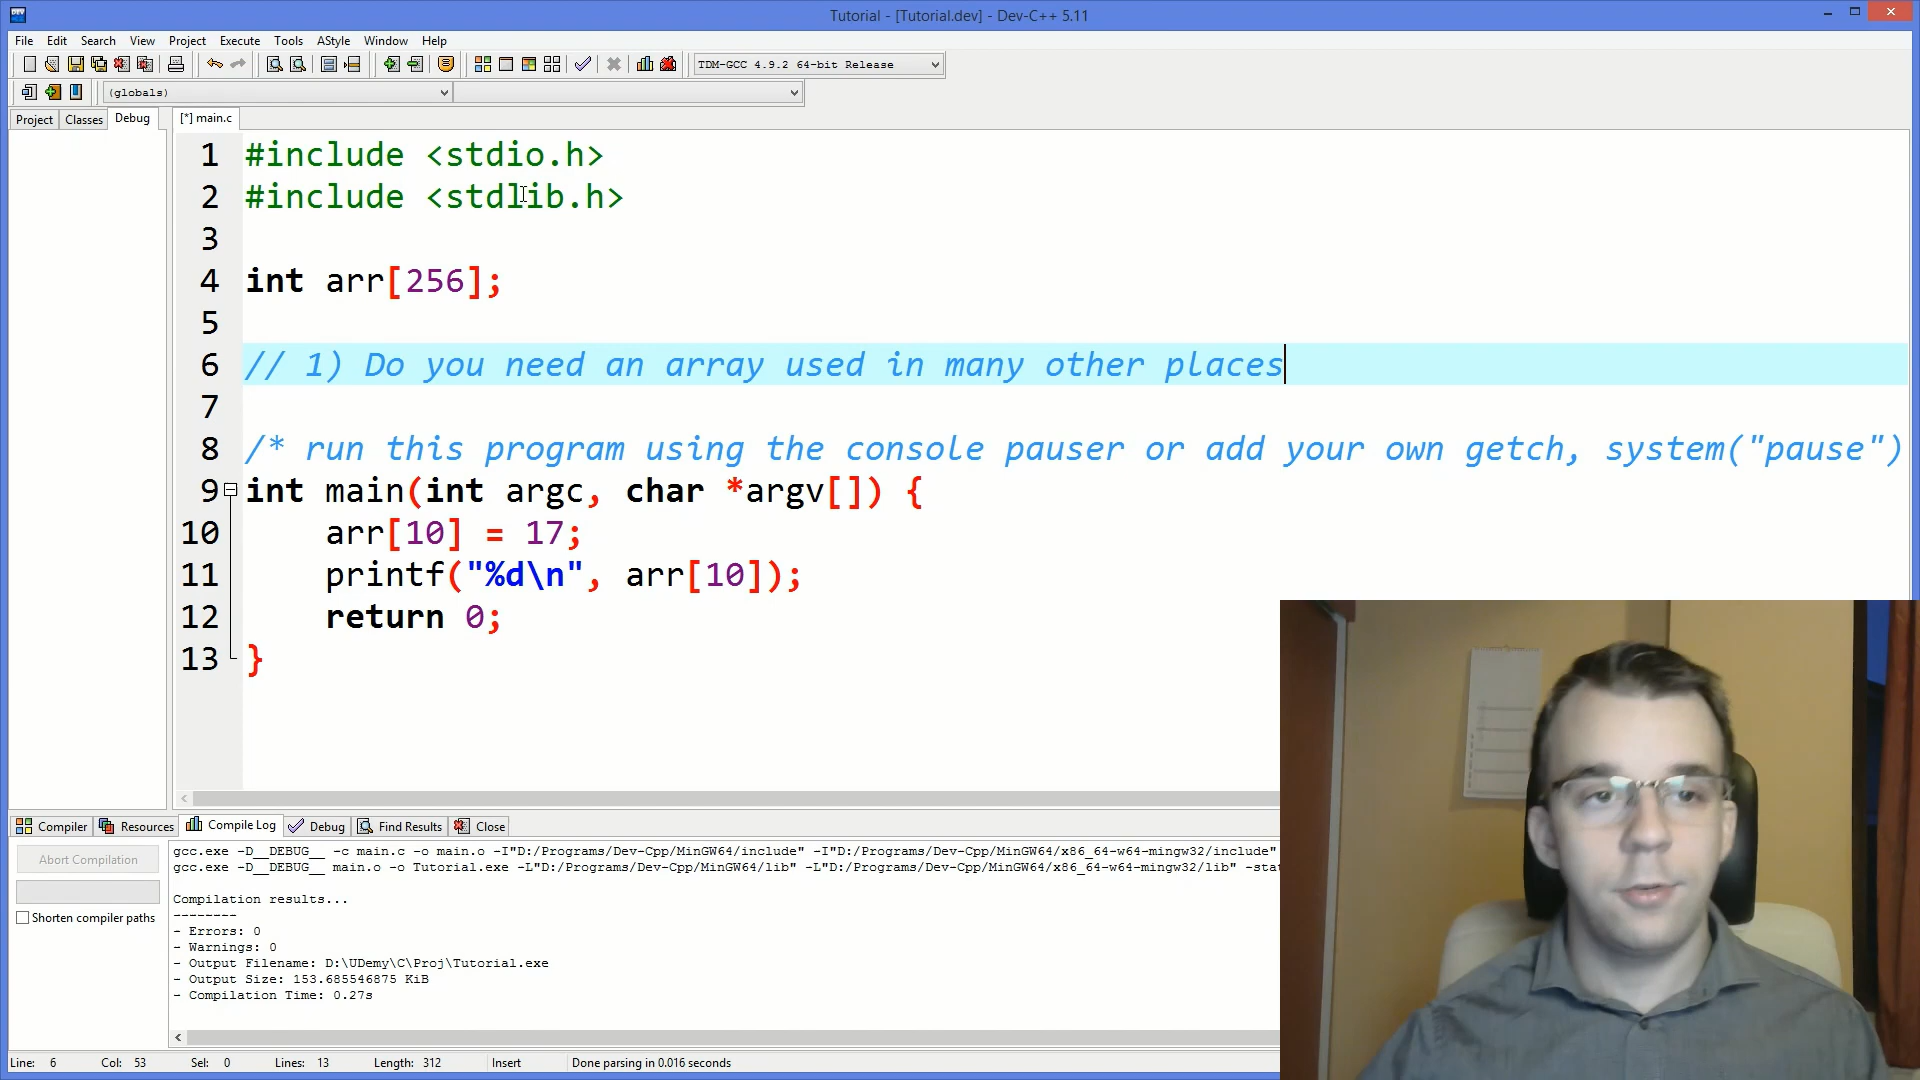 Tutorial - [Tutorial.dev] - Dev-C++ 5.11
File Edit Search View Project Execute Tools AStyle Window Help
TDM-GCC 4.9.2 64-bit Release
(globals)
Project Classes Debug [*] main.c
1 #include <stdio.h>
2 #include <stdlib.h>
3
4 int arr[256];
5
6 // 1) Do you need an array used in many other places
7
8 /* run this program using the console pauser or add your own getch, system("pause")
9 int main(int argc, char *argv[]) {
10 arr[10] = 17;
11 printf("%d\n", arr[10]);
12 return 0;
13 }
Compiler Resources Compile Log Debug Find Results Close
Abort Compilation
Shorten compiler paths
gcc.exe -D__DEBUG__ -c main.c -o main.o -I"D:/Programs/Dev-Cpp/MinGW64/include" -I"D:/Programs/Dev-Cpp/MinGW64/x86_64-w64-mingw32/include"
gcc.exe -D__DEBUG__ main.o -o Tutorial.exe -L"D:/Programs/Dev-Cpp/MinGW64/lib" -L"D:/Programs/Dev-Cpp/MinGW64/x86_64-w64-mingw32/lib" -sta
Compilation results...
--------
- Errors: 0
- Warnings: 0
- Output Filename: D:\UDemy\C\Proj\Tutorial.exe
- Output Size: 153.685546875 KiB
- Compilation Time: 0.27s
Line: 6 Col: 53 Sel: 0 Lines: 13 Length: 312 Insert Done parsing in 0.016 seconds